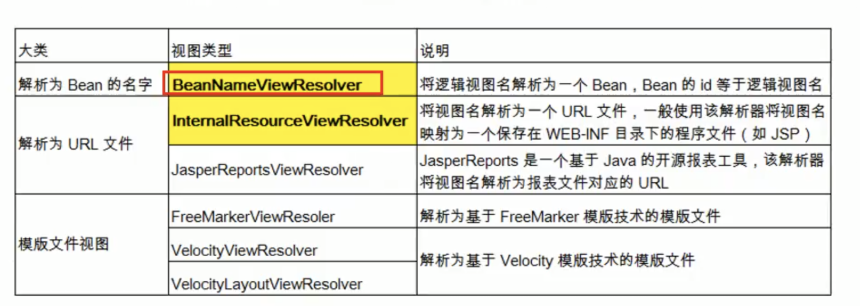 大类 视图类型 说明
解析为 Bean 的名字 BeanNameViewResolver 将逻辑视图名解析为一个 Bean，Bean 的 id 等于逻辑视图名
解析为 URL 文件 InternalResourceViewResolver 将视图名解析为一个 URL 文件，一般使用该解析器将视图名
映射为一个保存在 WEB-INF 目录下的程序文件（如 JSP）
JasperReportsViewResolver JasperReports 是一个基于 Java 的开源报表工具，该解析器
将视图名解析为报表文件对应的 URL
模版文件视图 FreeMarkerViewResoler 解析为基于 FreeMarker 模版技术的模版文件
VelocityViewResolver 解析为基于 Velocity 模版技术的模版文件
VelocityLayoutViewResolver